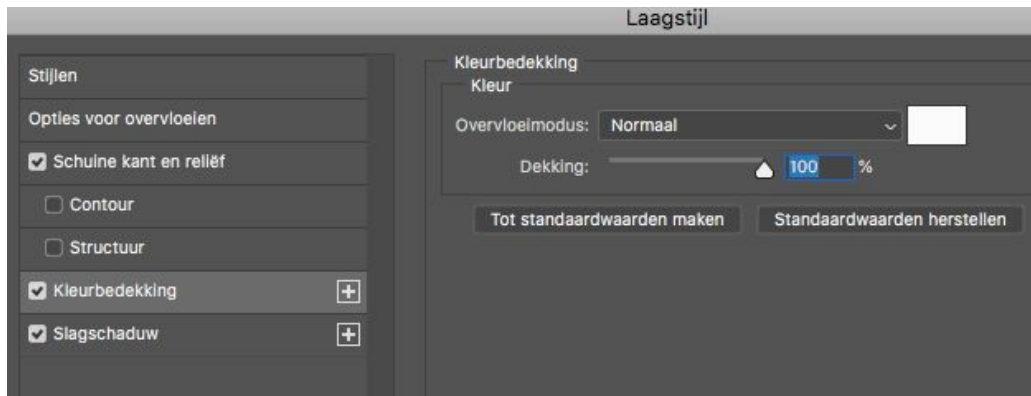 Laagstijl
Stijlen
Opties voor overvloeien
Schuine kant en reliëf
Contour
Structuur
Kleurbedekking
Slagschaduw
Kleurbedekking
Kleur
Overvloeimodus: Normaal
Dekking: 100 %
Tot standaardwaarden maken Standaardwaarden herstellen